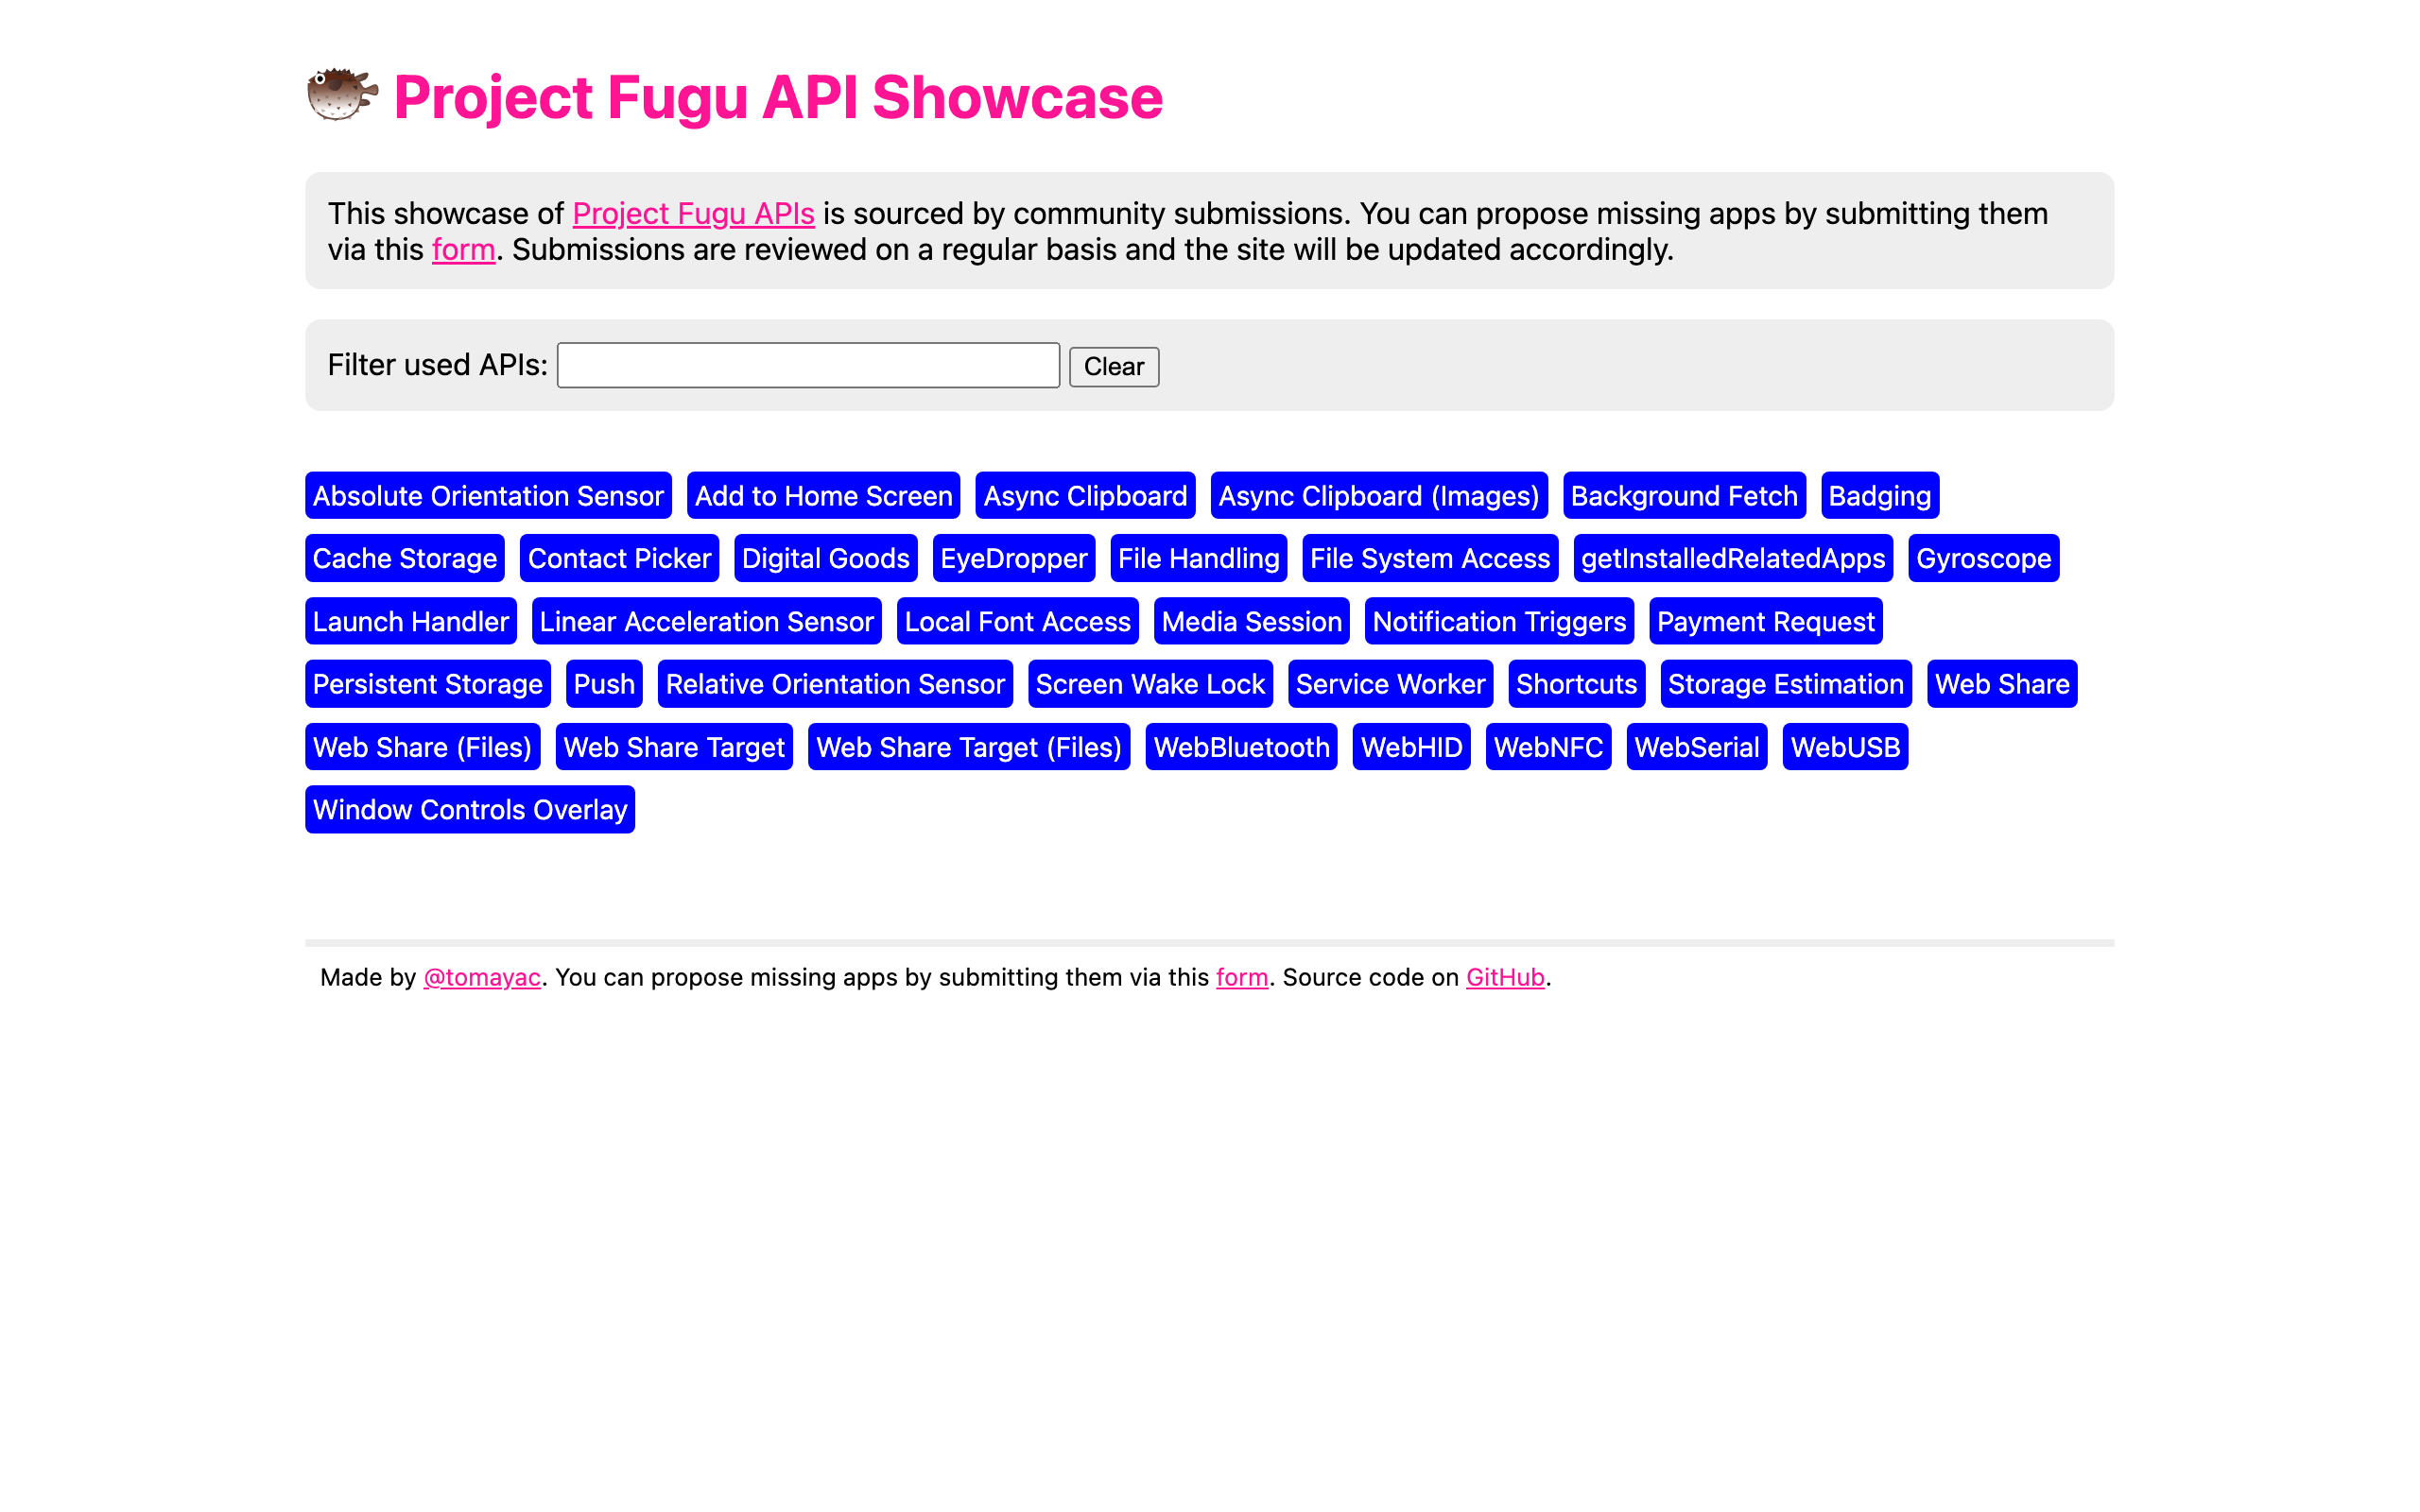 Project Fugu API Showcase
This showcase of Project Fugu APIs is sourced by community submissions. You can propose missing apps by submitting them
via this form. Submissions are reviewed on a regular basis and the site will be updated accordingly.
Filter used APIs: Clear
Absolute Orientation Sensor Add to Home Screen Async Clipboard Async Clipboard (Images) Background Fetch Badging
Cache Storage Contact Picker Digital Goods EyeDropper File Handling File System Access getInstalledRelatedApps Gyroscope
Launch Handler Linear Acceleration Sensor Local Font Access Media Session Notification Triggers Payment Request
Persistent Storage Push Relative Orientation Sensor Screen Wake Lock Service Worker Shortcuts Storage Estimation Web Share
Web Share (Files) Web Share Target Web Share Target (Files) WebBluetooth WebHID WebNFC WebSerial WebUSB
Window Controls Overlay
Made by @tomayac. You can propose missing apps by submitting them via this form. Source code on GitHub.